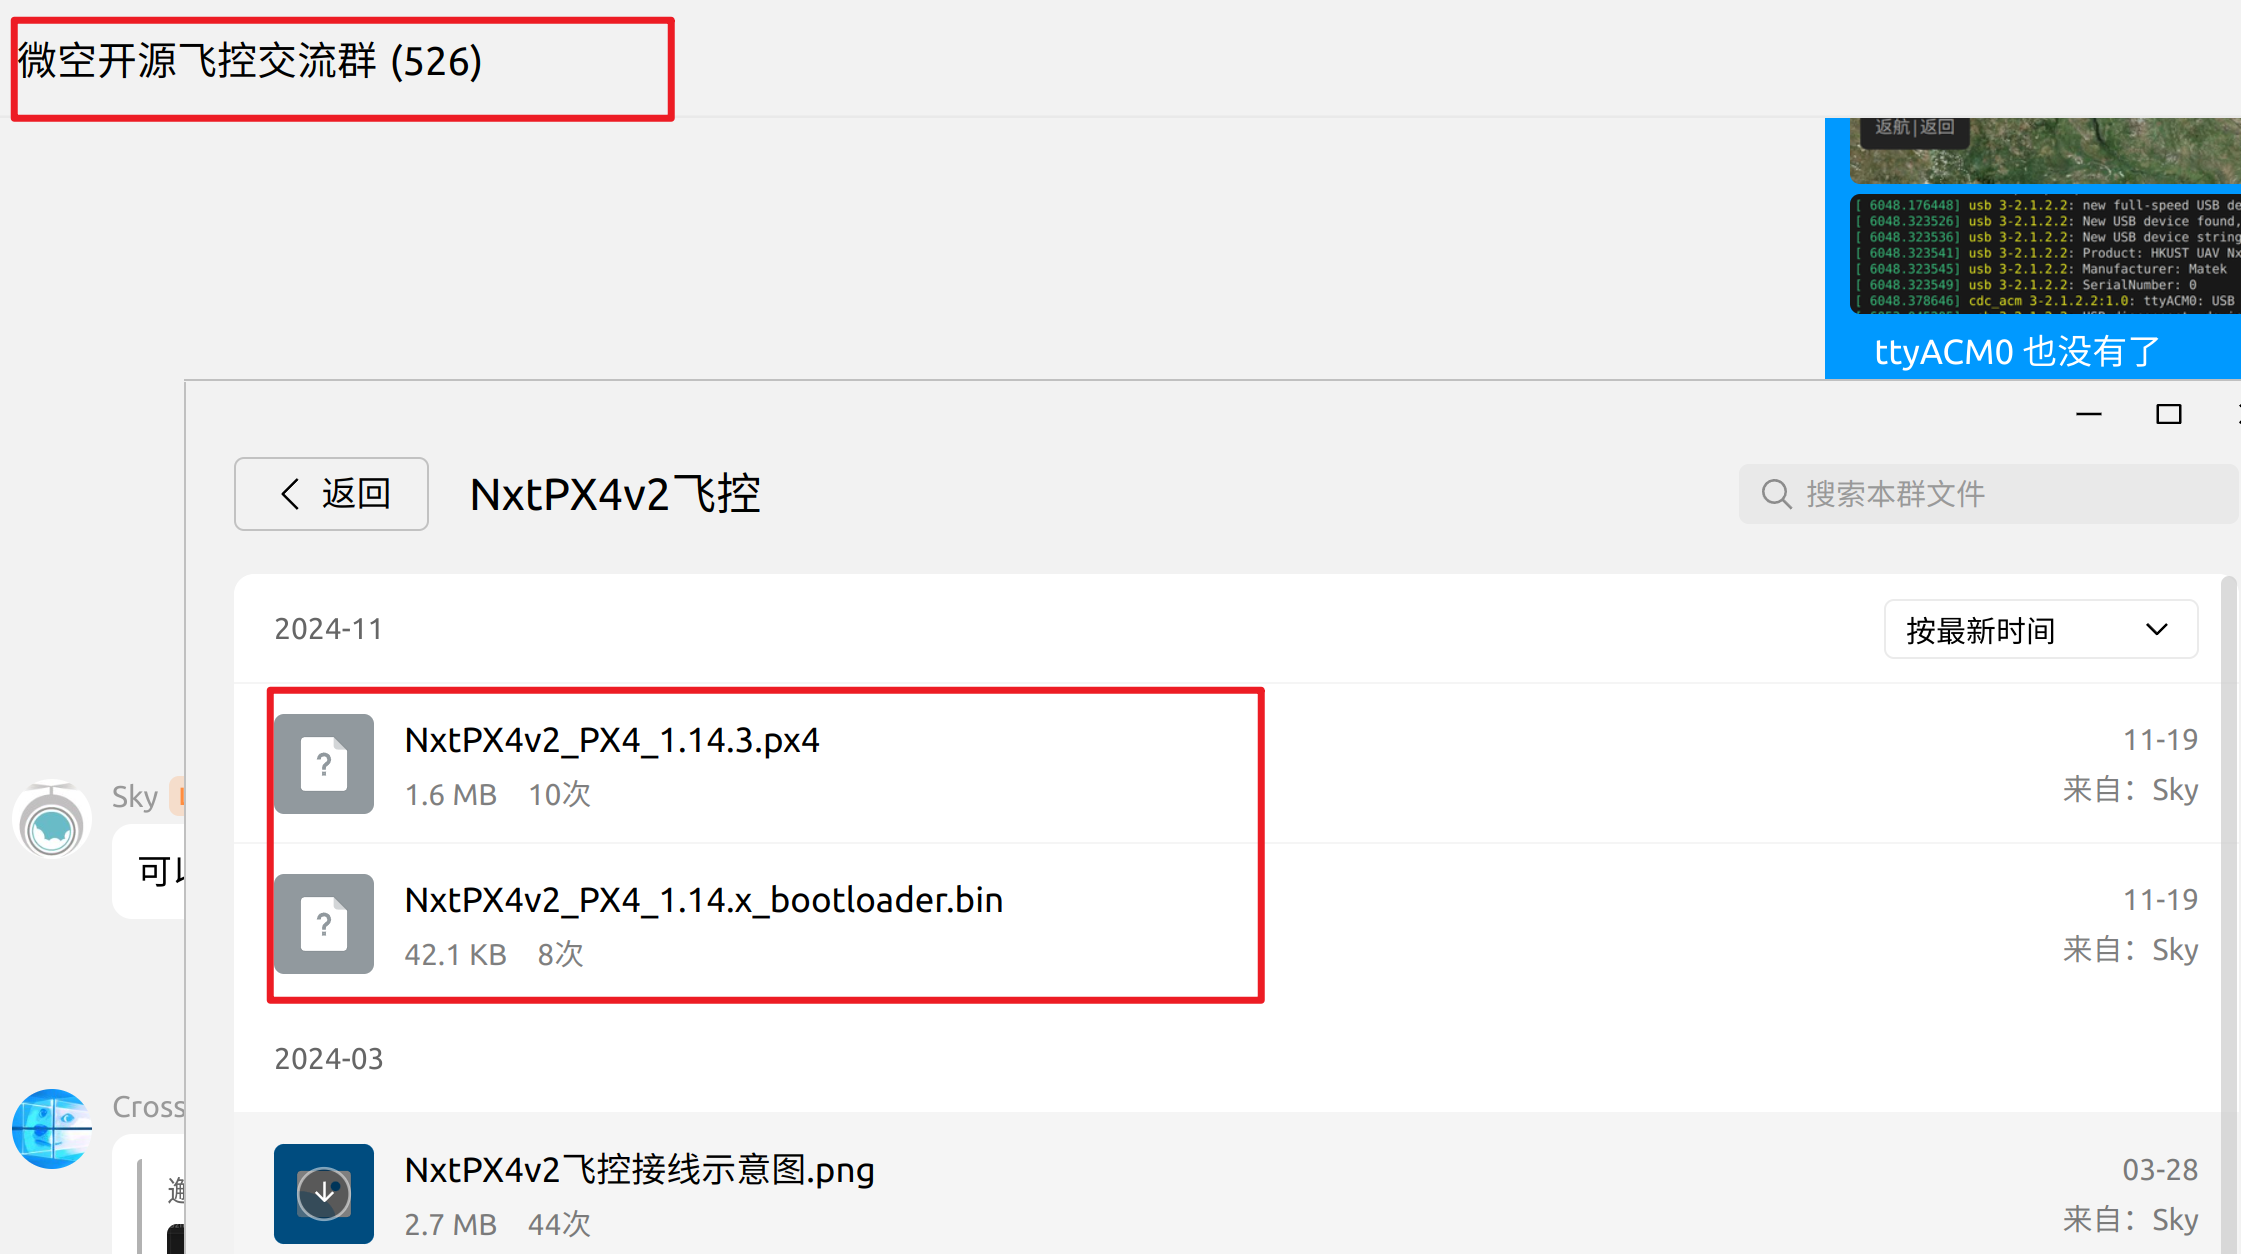 微空开源飞控交流群 (526)
返航|返回
[ 6048.176448] usb 3-2.1.2.2: new full-speed USB de
[ 6048.323526] usb 3-2.1.2.2: New USB device found,
[ 6048.323536] usb 3-2.1.2.2: New USB device string
[ 6048.323541] usb 3-2.1.2.2: Product: HKUST UAV Nx
[ 6048.323545] usb 3-2.1.2.2: Manufacturer: Matek
[ 6048.323549] usb 3-2.1.2.2: SerialNumber: 0
[ 6048.378646] cdc_acm 3-2.1.2.2:1.0: ttyACM0: USB
ttyACM0 也没有了
返回
NxtPX4v2飞控
搜索本群文件
2024-11
按最新时间
NxtPX4v2_PX4_1.14.3.px4
11-19
1.6 MB 10次
来自：Sky
Sky
可
NxtPX4v2_PX4_1.14.x_bootloader.bin
11-19
42.1 KB 8次
来自：Sky
2024-03
Cross
NxtPX4v2飞控接线示意图.png
03-28
2.7 MB 44次
来自：Sky